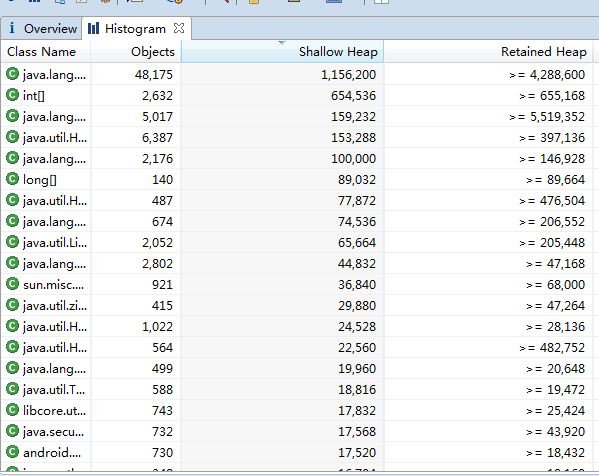 Overview Histogram
Class Name Objects Shallow Heap Retained Heap
java.lang.... 48,175 1,156,200 >= 4,288,600
int[] 2,632 654,536 >= 655,168
java.lang.... 5,017 159,232 >= 5,519,352
java.util.H... 6,387 153,288 >= 397,136
java.lang.... 2,176 100,000 >= 146,928
long[] 140 89,032 >= 89,664
java.util.H... 487 77,872 >= 476,504
java.lang.... 674 74,536 >= 206,552
java.util.Li... 2,052 65,664 >= 205,448
java.lang.... 2,802 44,832 >= 47,168
sun.misc.... 921 36,840 >= 68,000
java.util.zi... 415 29,880 >= 47,264
java.util.H... 1,022 24,528 >= 28,136
java.util.H... 564 22,560 >= 482,752
java.lang.... 499 19,960 >= 20,648
java.util.T... 588 18,816 >= 19,472
libcore.ut... 743 17,832 >= 25,424
java.secu... 732 17,568 >= 43,920
android.... 730 17,520 >= 18,432